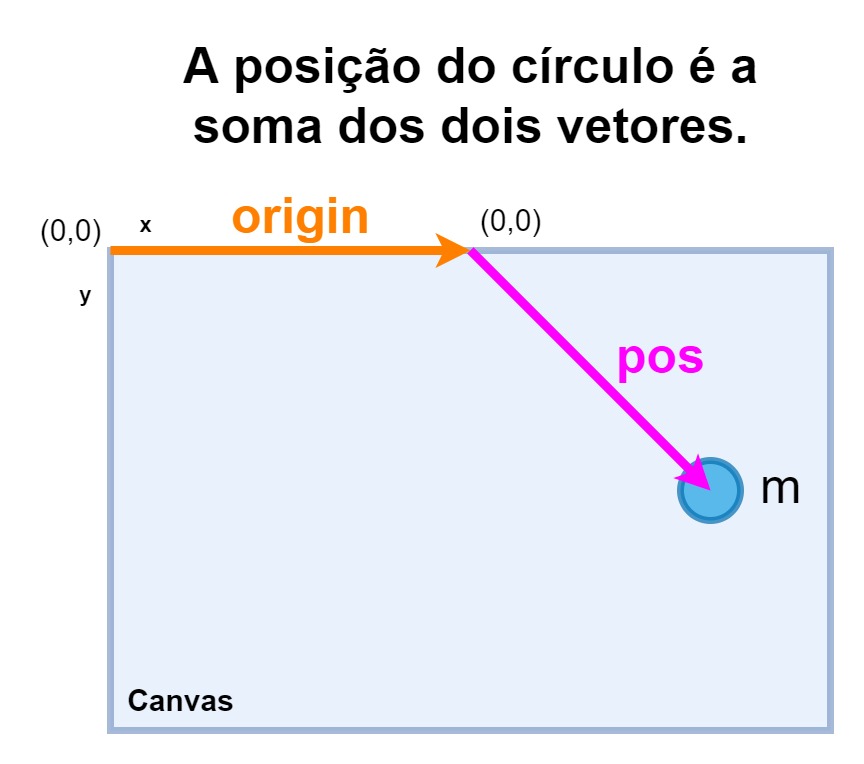 A posição do círculo é a
soma dos dois vetores.
(0,0) x origin (0,0)
y
pos
m
Canvas